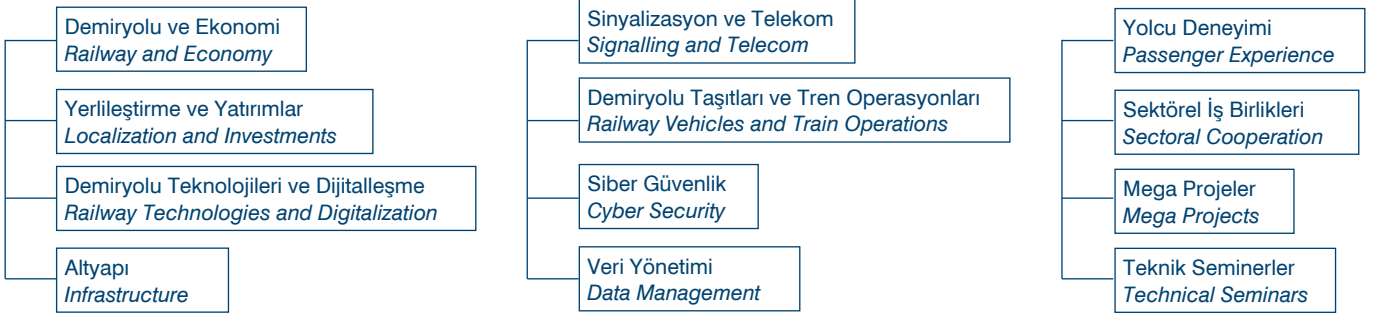 Demiryolu ve Ekonomi
Railway and Economy
Yerlileştirme ve Yatırımlar
Localization and Investments
Demiryolu Teknolojileri ve Dijitalleşme
Railway Technologies and Digitalization
Altyapı
Infrastructure
Sinyalizasyon ve Telekom
Signalling and Telecom
Demiryolu Taşıtları ve Tren Operasyonları
Railway Vehicles and Train Operations
Siber Güvenlik
Cyber Security
Veri Yönetimi
Data Management
Yolcu Deneyimi
Passenger Experience
Sektörel İş Birlikleri
Sectoral Cooperation
Mega Projeler
Mega Projects
Teknik Seminerler
Technical Seminars